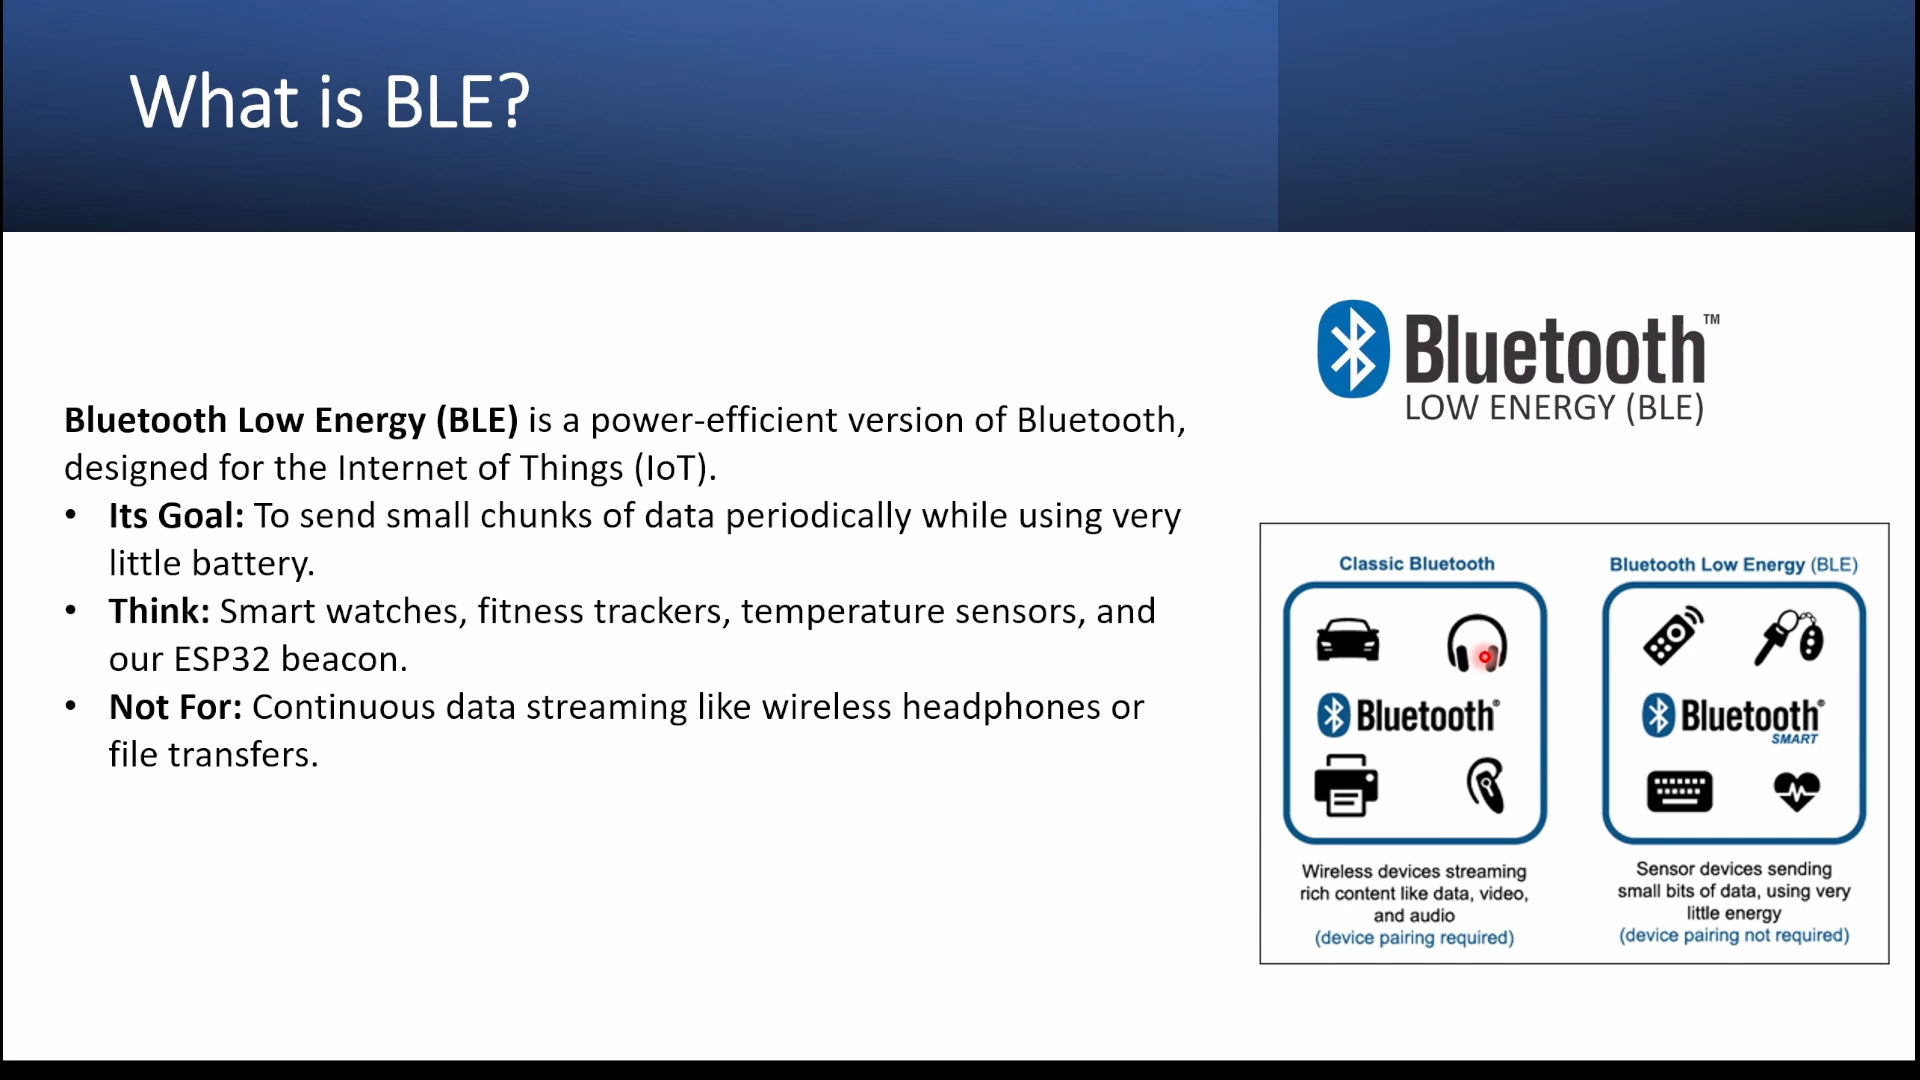 What is BLE?
Bluetooth™
LOW ENERGY (BLE)
Bluetooth Low Energy (BLE) is a power-efficient version of Bluetooth,
designed for the Internet of Things (IoT).
• Its Goal: To send small chunks of data periodically while using very
little battery.
• Think: Smart watches, fitness trackers, temperature sensors, and
our ESP32 beacon.
• Not For: Continuous data streaming like wireless headphones or
file transfers.
Classic Bluetooth
Bluetooth®
Wireless devices streaming
rich content like data, video,
and audio
(device pairing required)
Bluetooth Low Energy (BLE)
Bluetooth®
SMART
Sensor devices sending
small bits of data, using very
little energy
(device pairing not required)